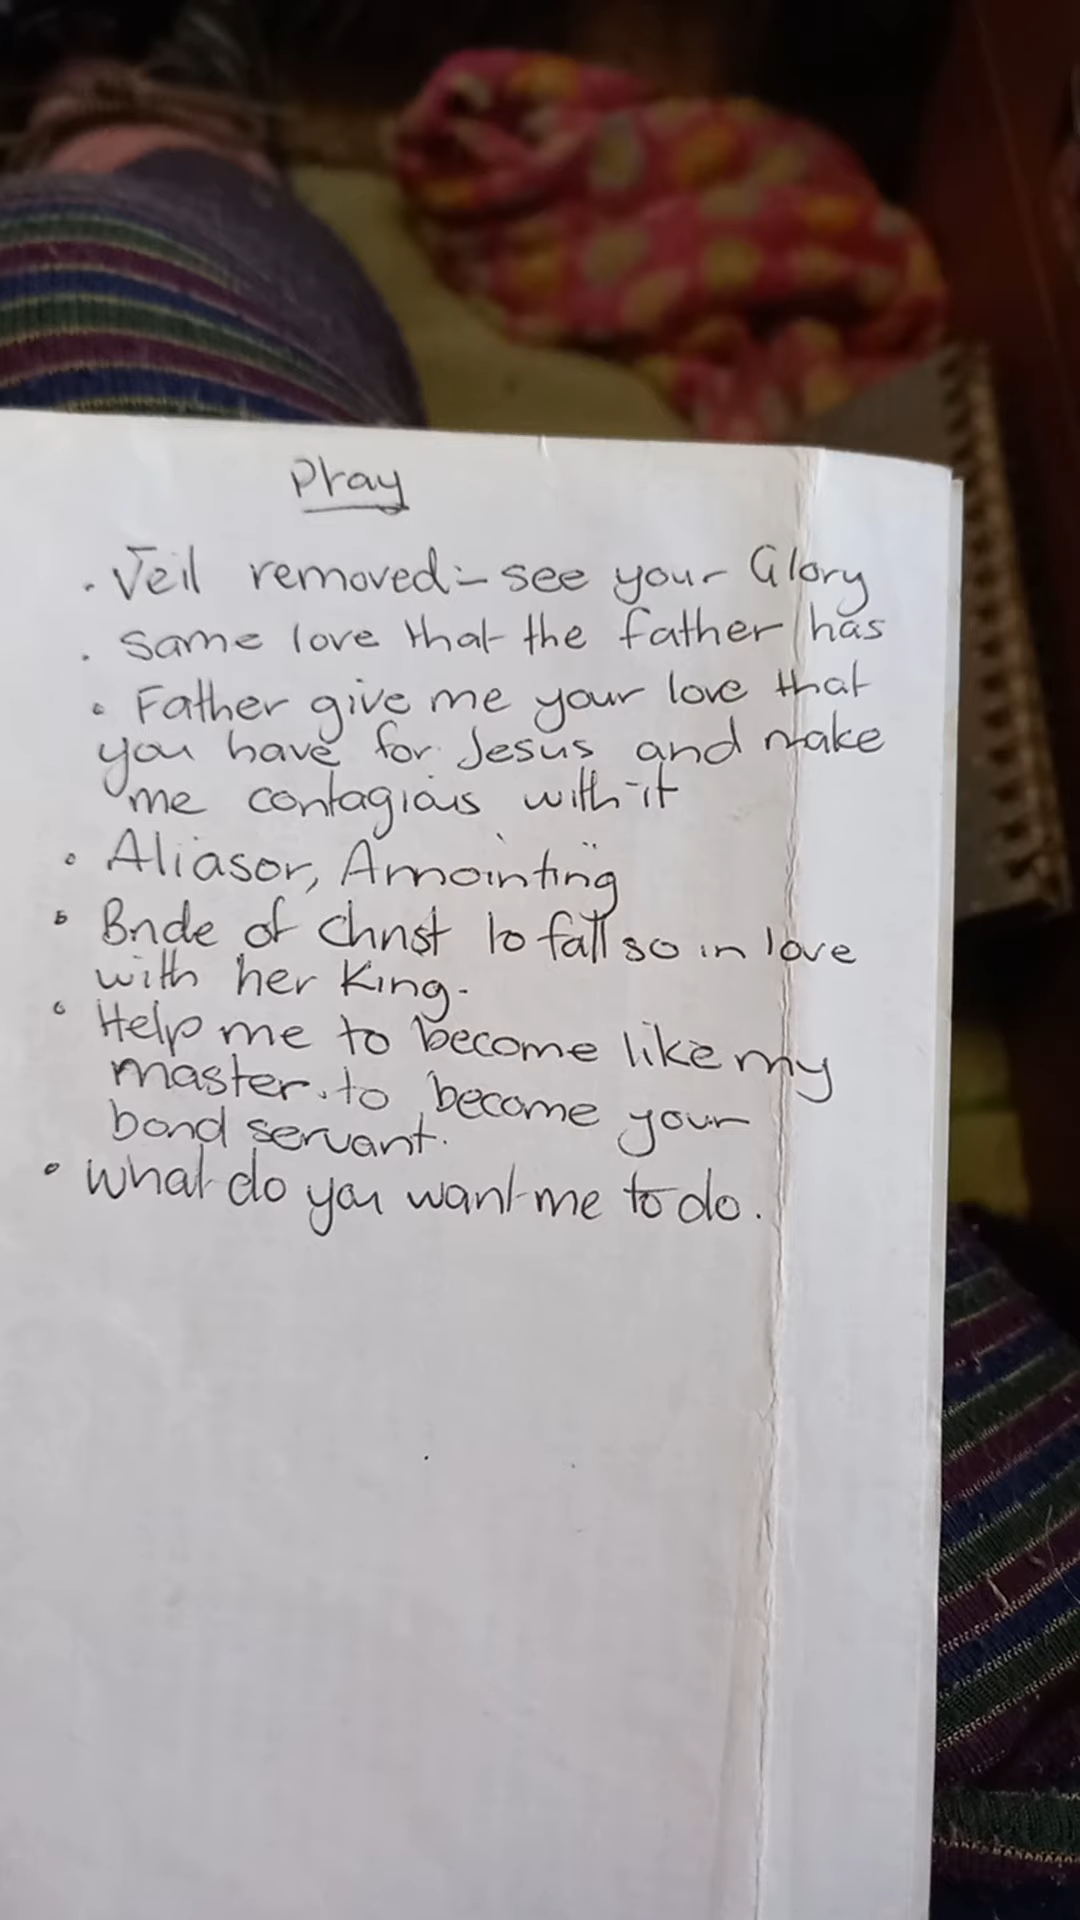 Pray
. Veil removed:- see your Glory
. same love that the father has
• Father give me your love that
you have for Jesus and make
me contagious with it
• Aliasor, Annointing
• Bride of Christ to fall so in love
with her King.
• Help me to become like my
master. to become your
bond servant.
• What do you want me to do.